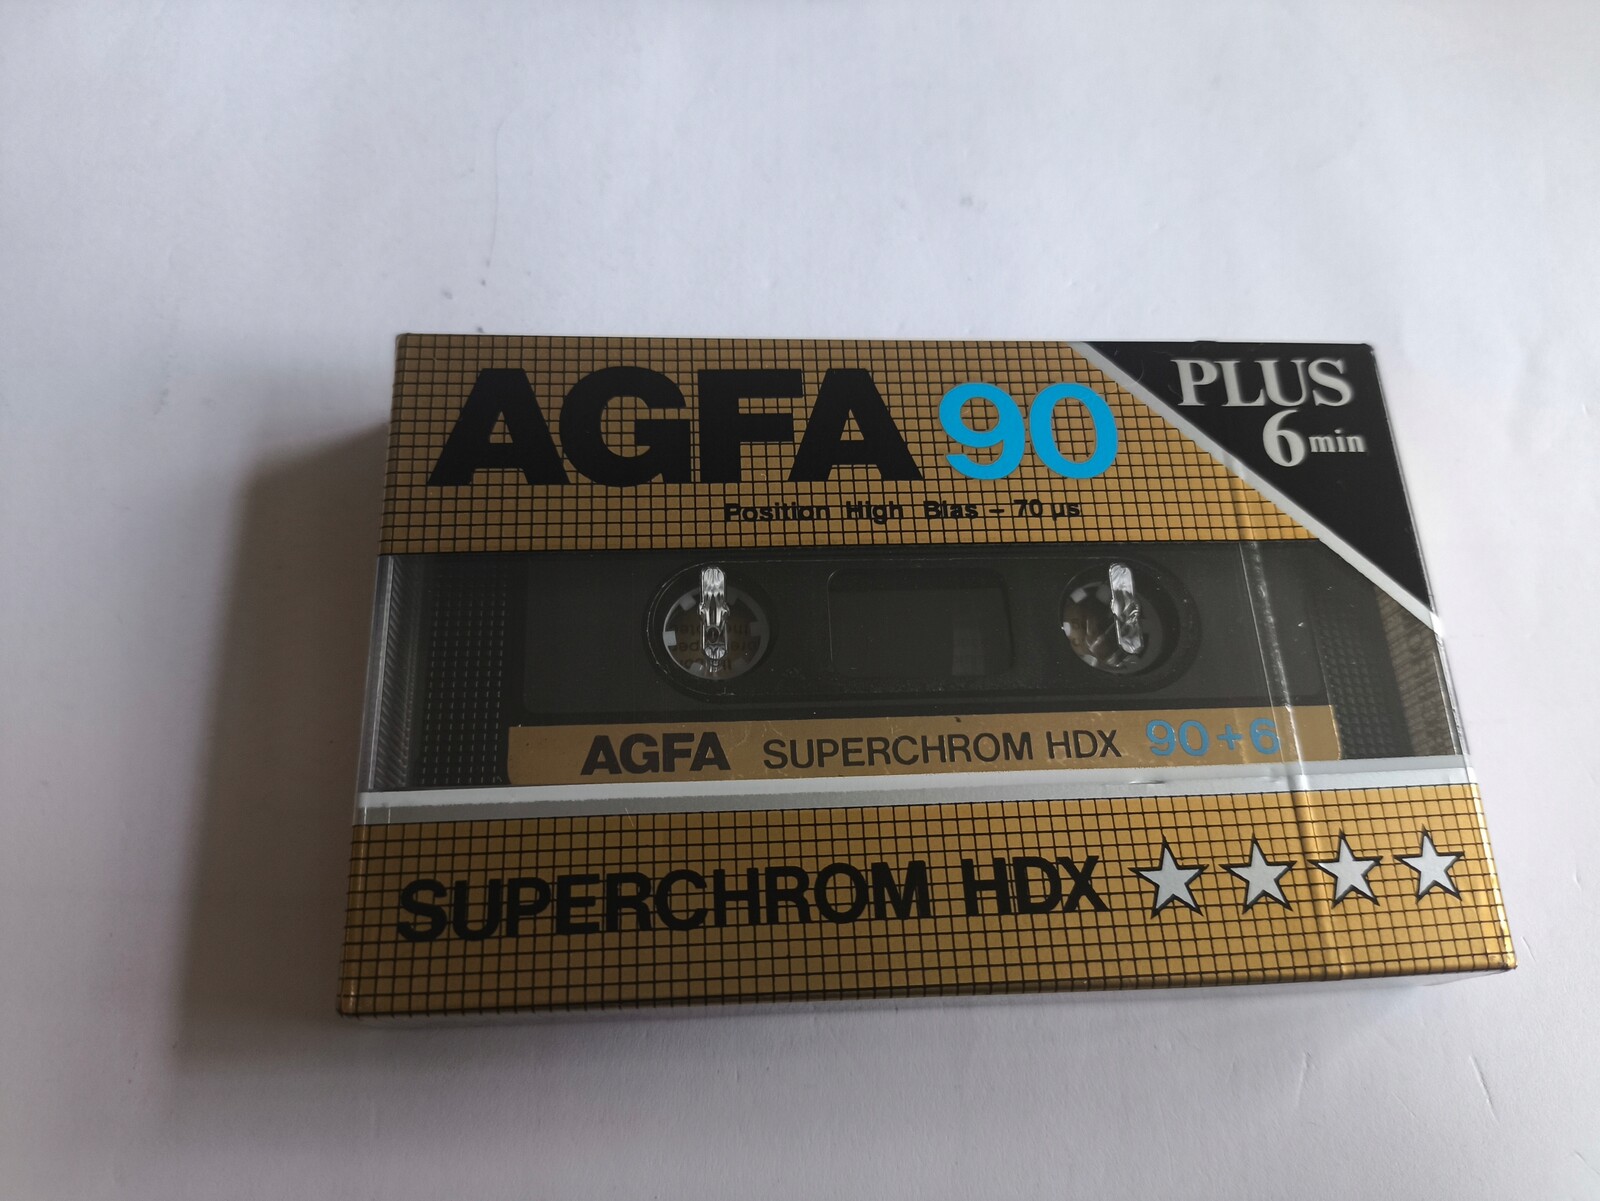 AGFA 90
PLUS
6 min
Position High Bias – 70 µs
AGFA SUPERCHROM HDX 90+6
SUPERCHROM HDX